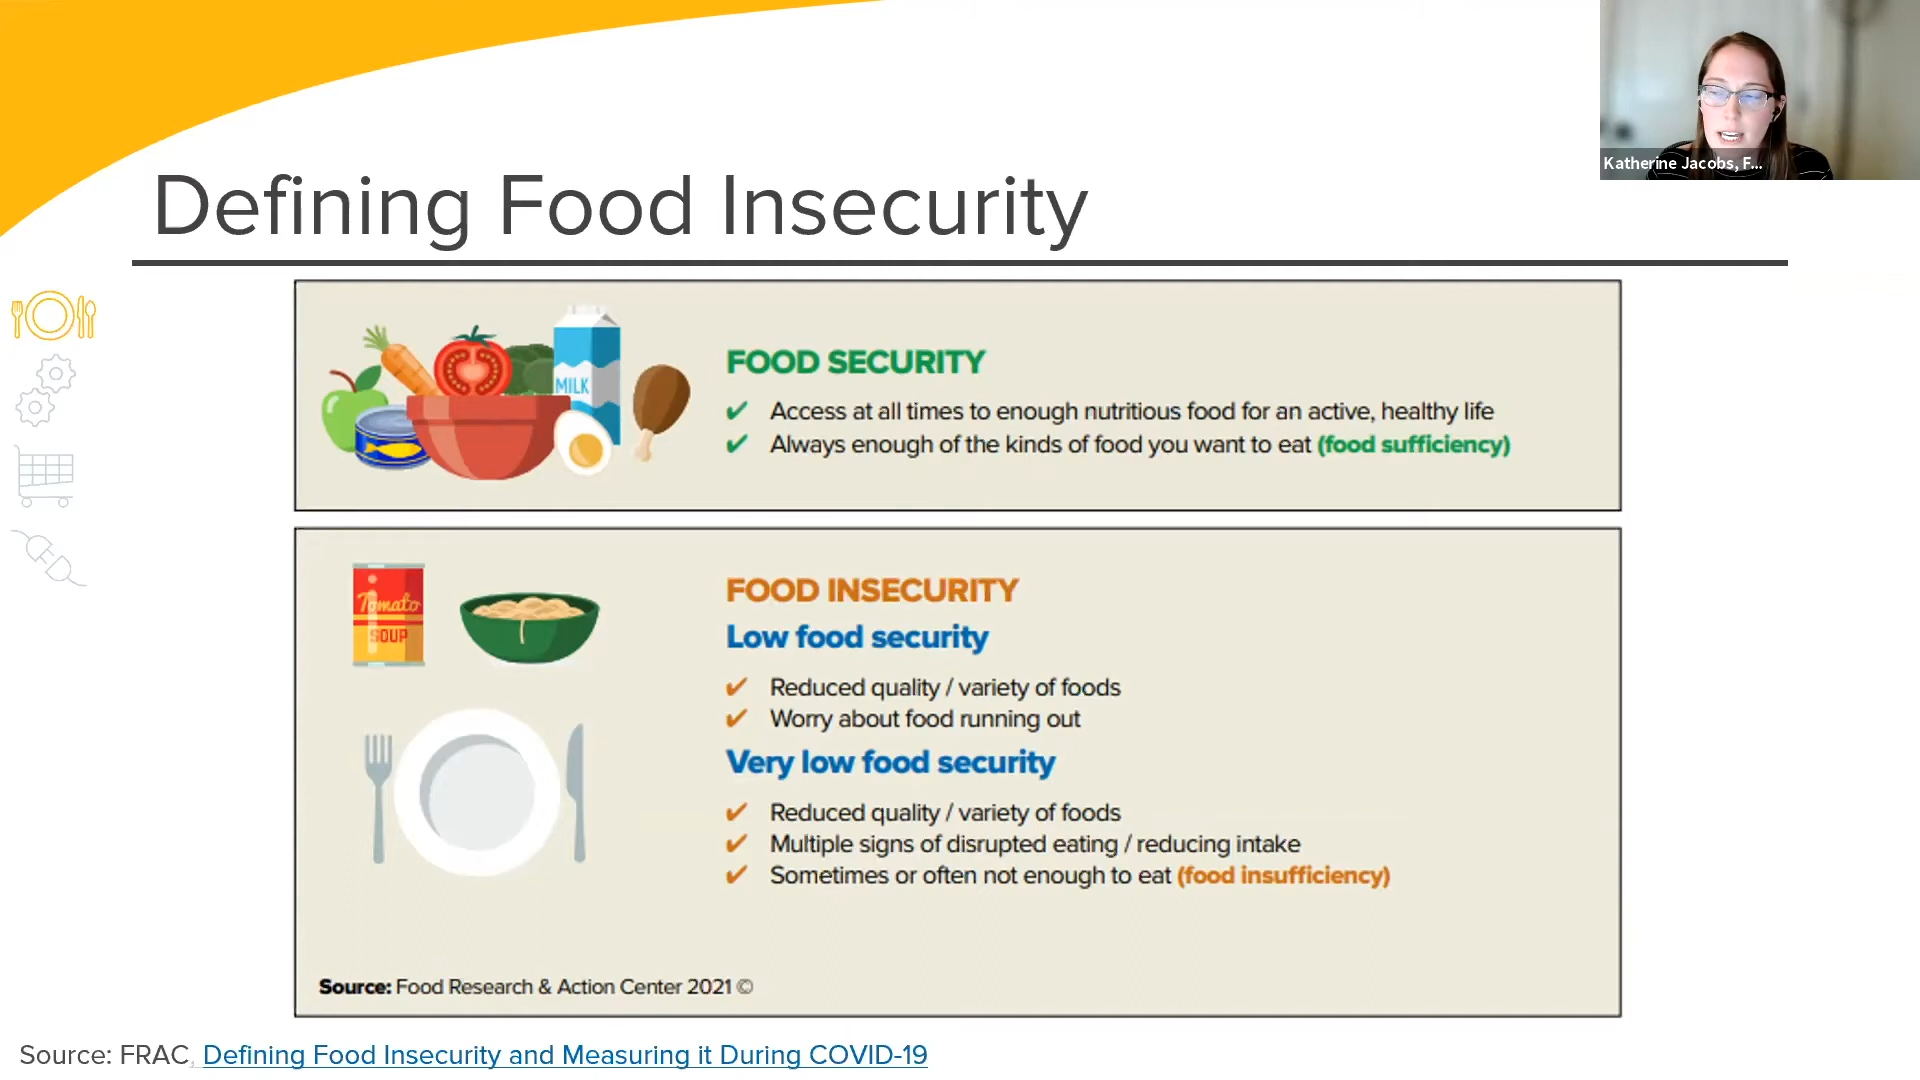 Katherine Jacobs, F...
Defining Food Insecurity
MILK
FOOD SECURITY
✔ Access at all times to enough nutritious food for an active, healthy life
✔ Always enough of the kinds of food you want to eat (food sufficiency)
Tomato
SOUP
FOOD INSECURITY
Low food security
✔ Reduced quality / variety of foods
✔ Worry about food running out
Very low food security
✔ Reduced quality / variety of foods
✔ Multiple signs of disrupted eating / reducing intake
✔ Sometimes or often not enough to eat (food insufficiency)
Source: Food Research & Action Center 2021 ©
Source: FRAC, Defining Food Insecurity and Measuring it During COVID-19